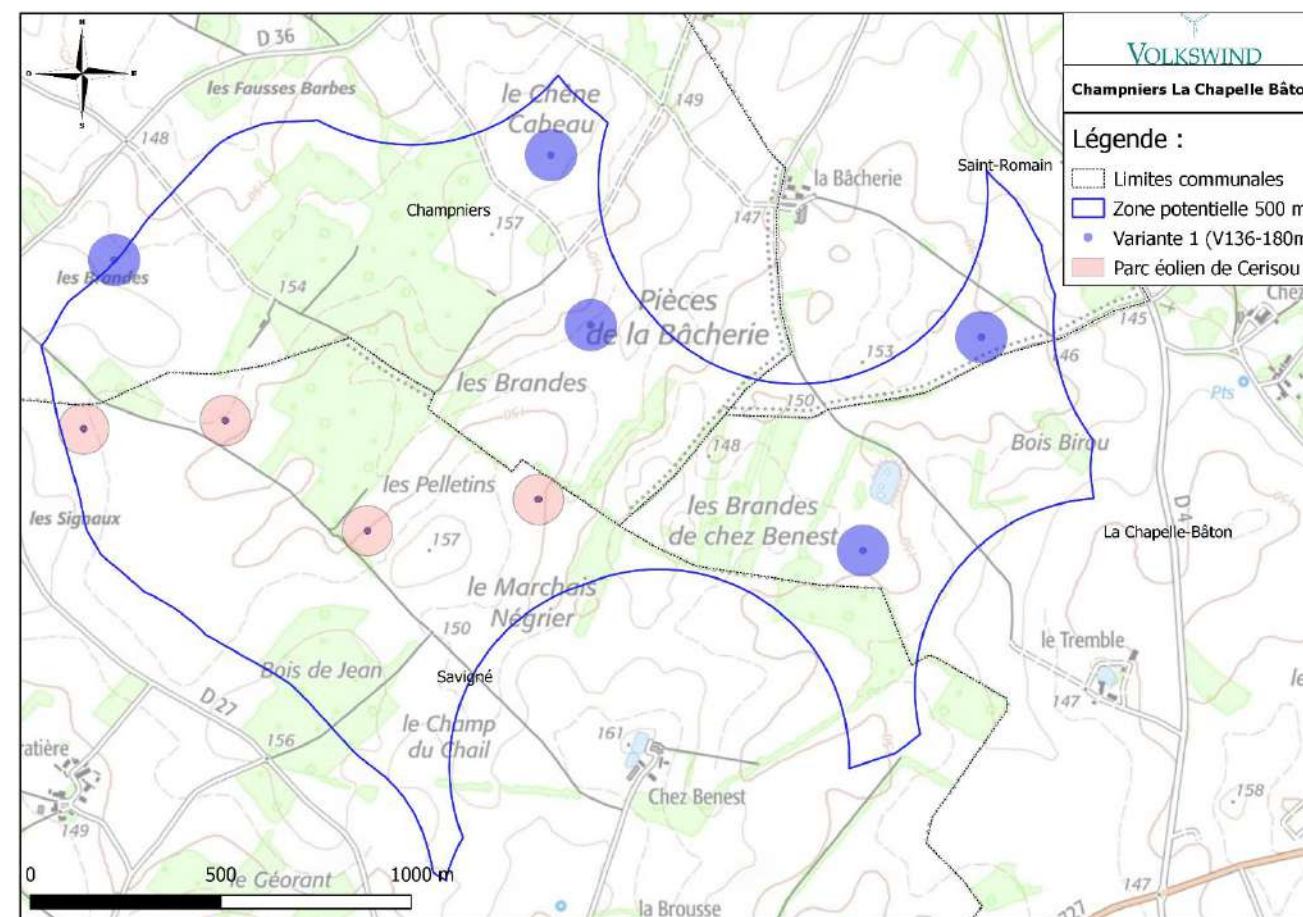 N
O
E
S
D 36
les Fausses Barbes
148
le Chêne
Cabeau
149
VOLKSWIND
Champniers La Chapelle Bâto
Légende :
Limites communales
Zone potentielle 500 m
Variante 1 (V136-180m
Parc éolien de Cerisou
Saint-Romain
la Bâcherie
147
Champniers
157
les Brandes
154
Pièces
de la Bâcherie
153
146
145
Chez
Pts
les Brandes
150
148
Bois Birou
les Pelletins
les Signaux
157
les Brandes
de chez Benest
D 4
La Chapelle-Bâton
le Marchais
Négrier
150
le Tremble
Bois de Jean
Savigné
147
D 27
le Champ
du Chail
161
156
ratière
149
Chez Benest
158
0
500
1000 m
le Géorant
la Brousse
147